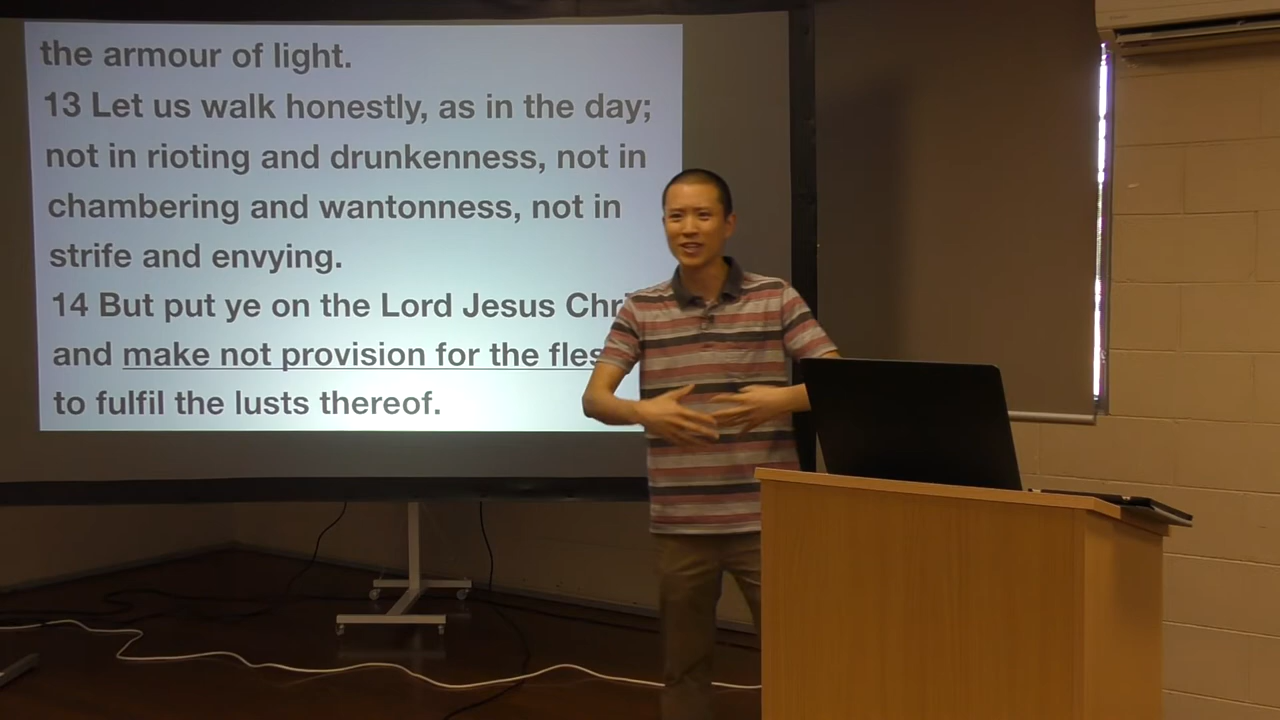 the armour of light.
13 Let us walk honestly, as in the day;
not in rioting and drunkenness, not in
chambering and wantonness, not in
strife and envying.
14 But put ye on the Lord Jesus Chr
and make not provision for the fles
to fulfil the lusts thereof.